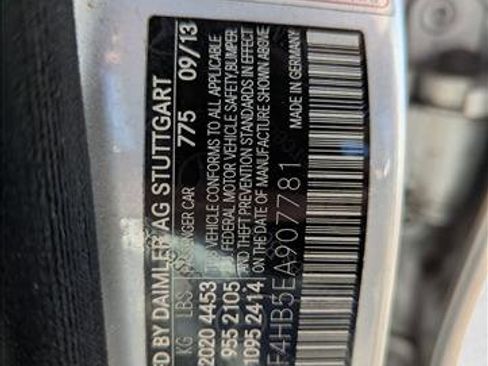 MFD BY DAIMLER AG STUTTGART
KG LBS PASSENGER CAR 775 09/13
2020 4453 THIS VEHICLE CONFORMS TO ALL APPLICABLE
955 2105 FEDERAL MOTOR VEHICLE SAFETY, BUMPER,
1095 2414 AND THEFT PREVENTION STANDARDS IN EFFECT
ON THE DATE OF MANUFACTURE SHOWN ABOVE
F4HB5EA907781 MADE IN GERMANY